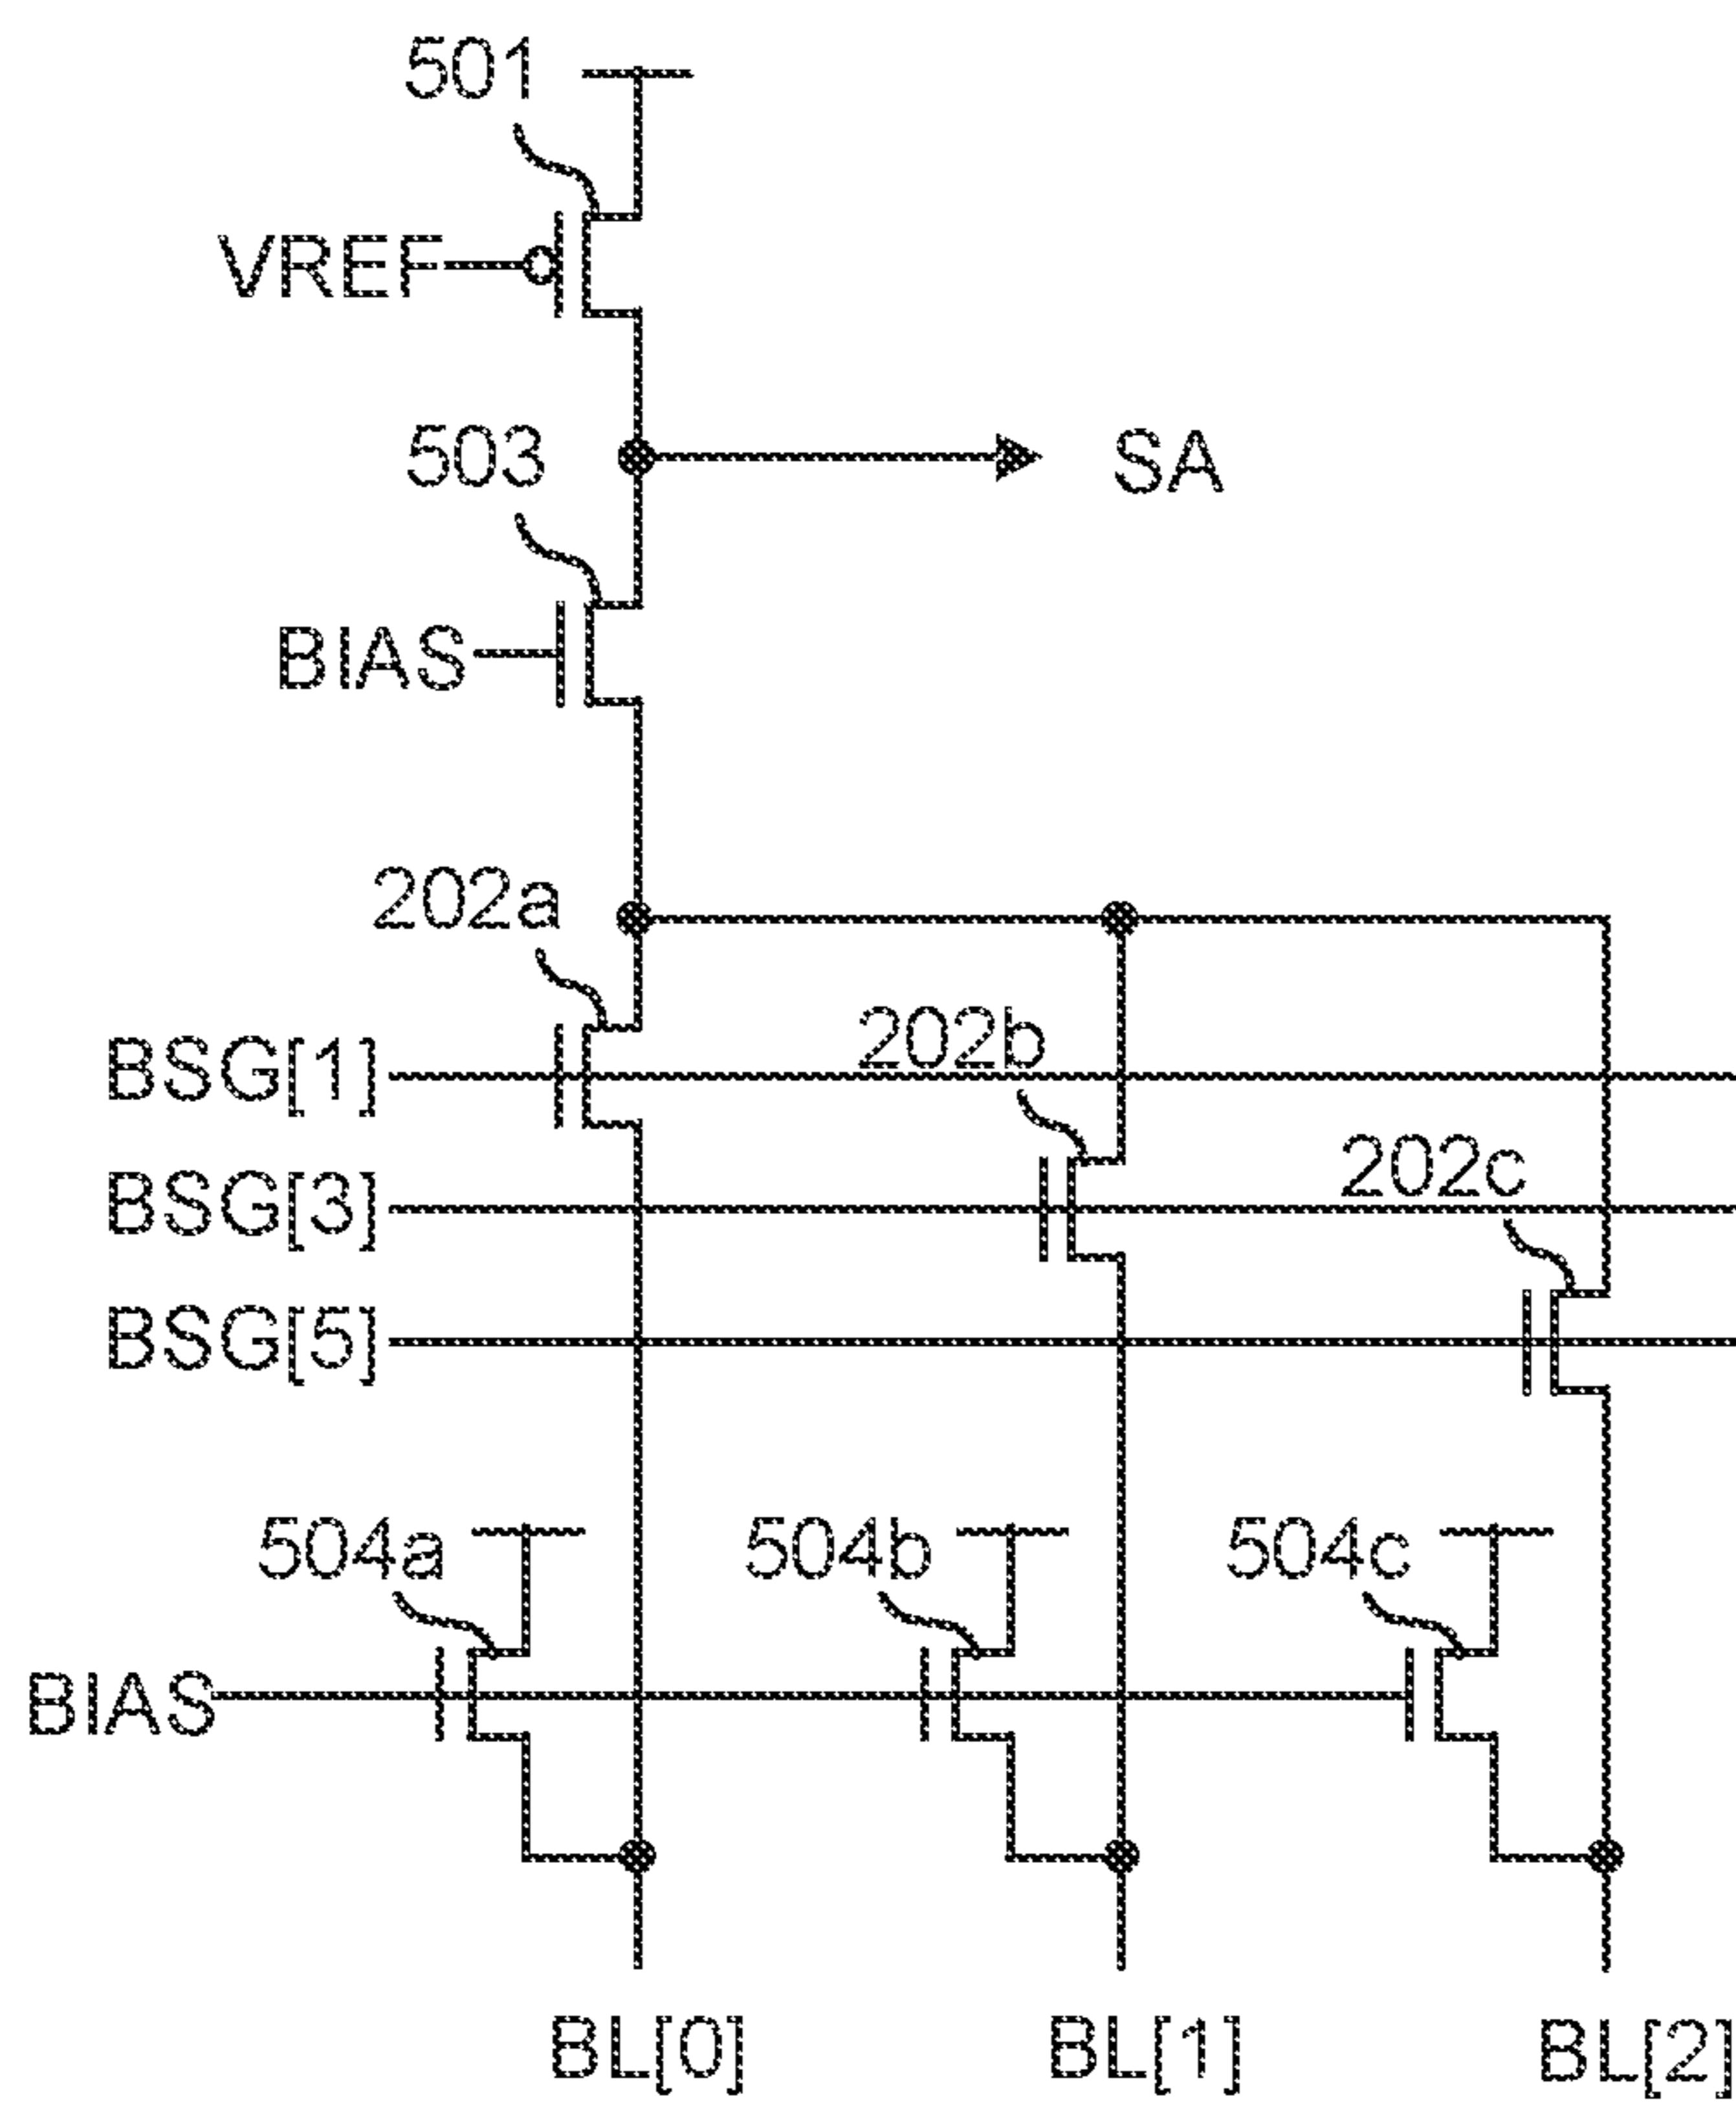 501
VREF
503
SA
BIAS
202a
BSG[1]
202b
BSG[3]
202c
BSG[5]
504a
504b
504c
BIAS
BL[0]
BL[1]
BL[2]